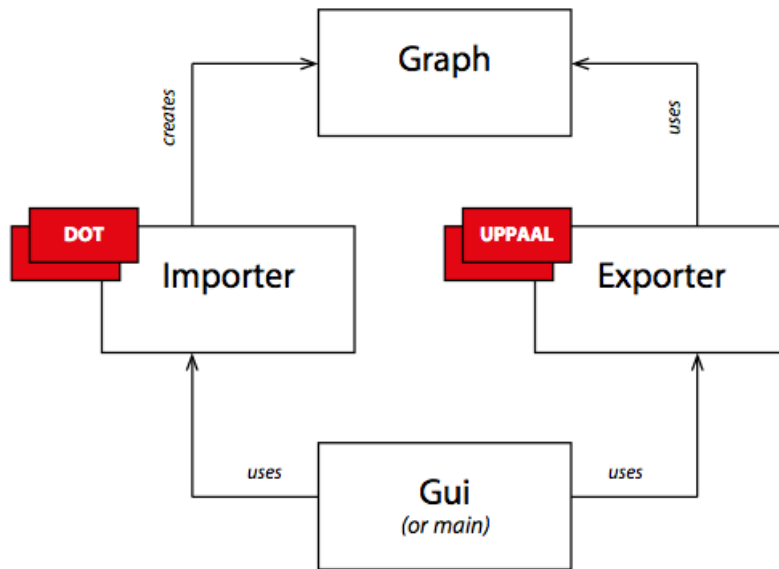 Graph
creates
uses
DOT
UPPAAL
Importer
Exporter
uses
uses
Gui
(or main)